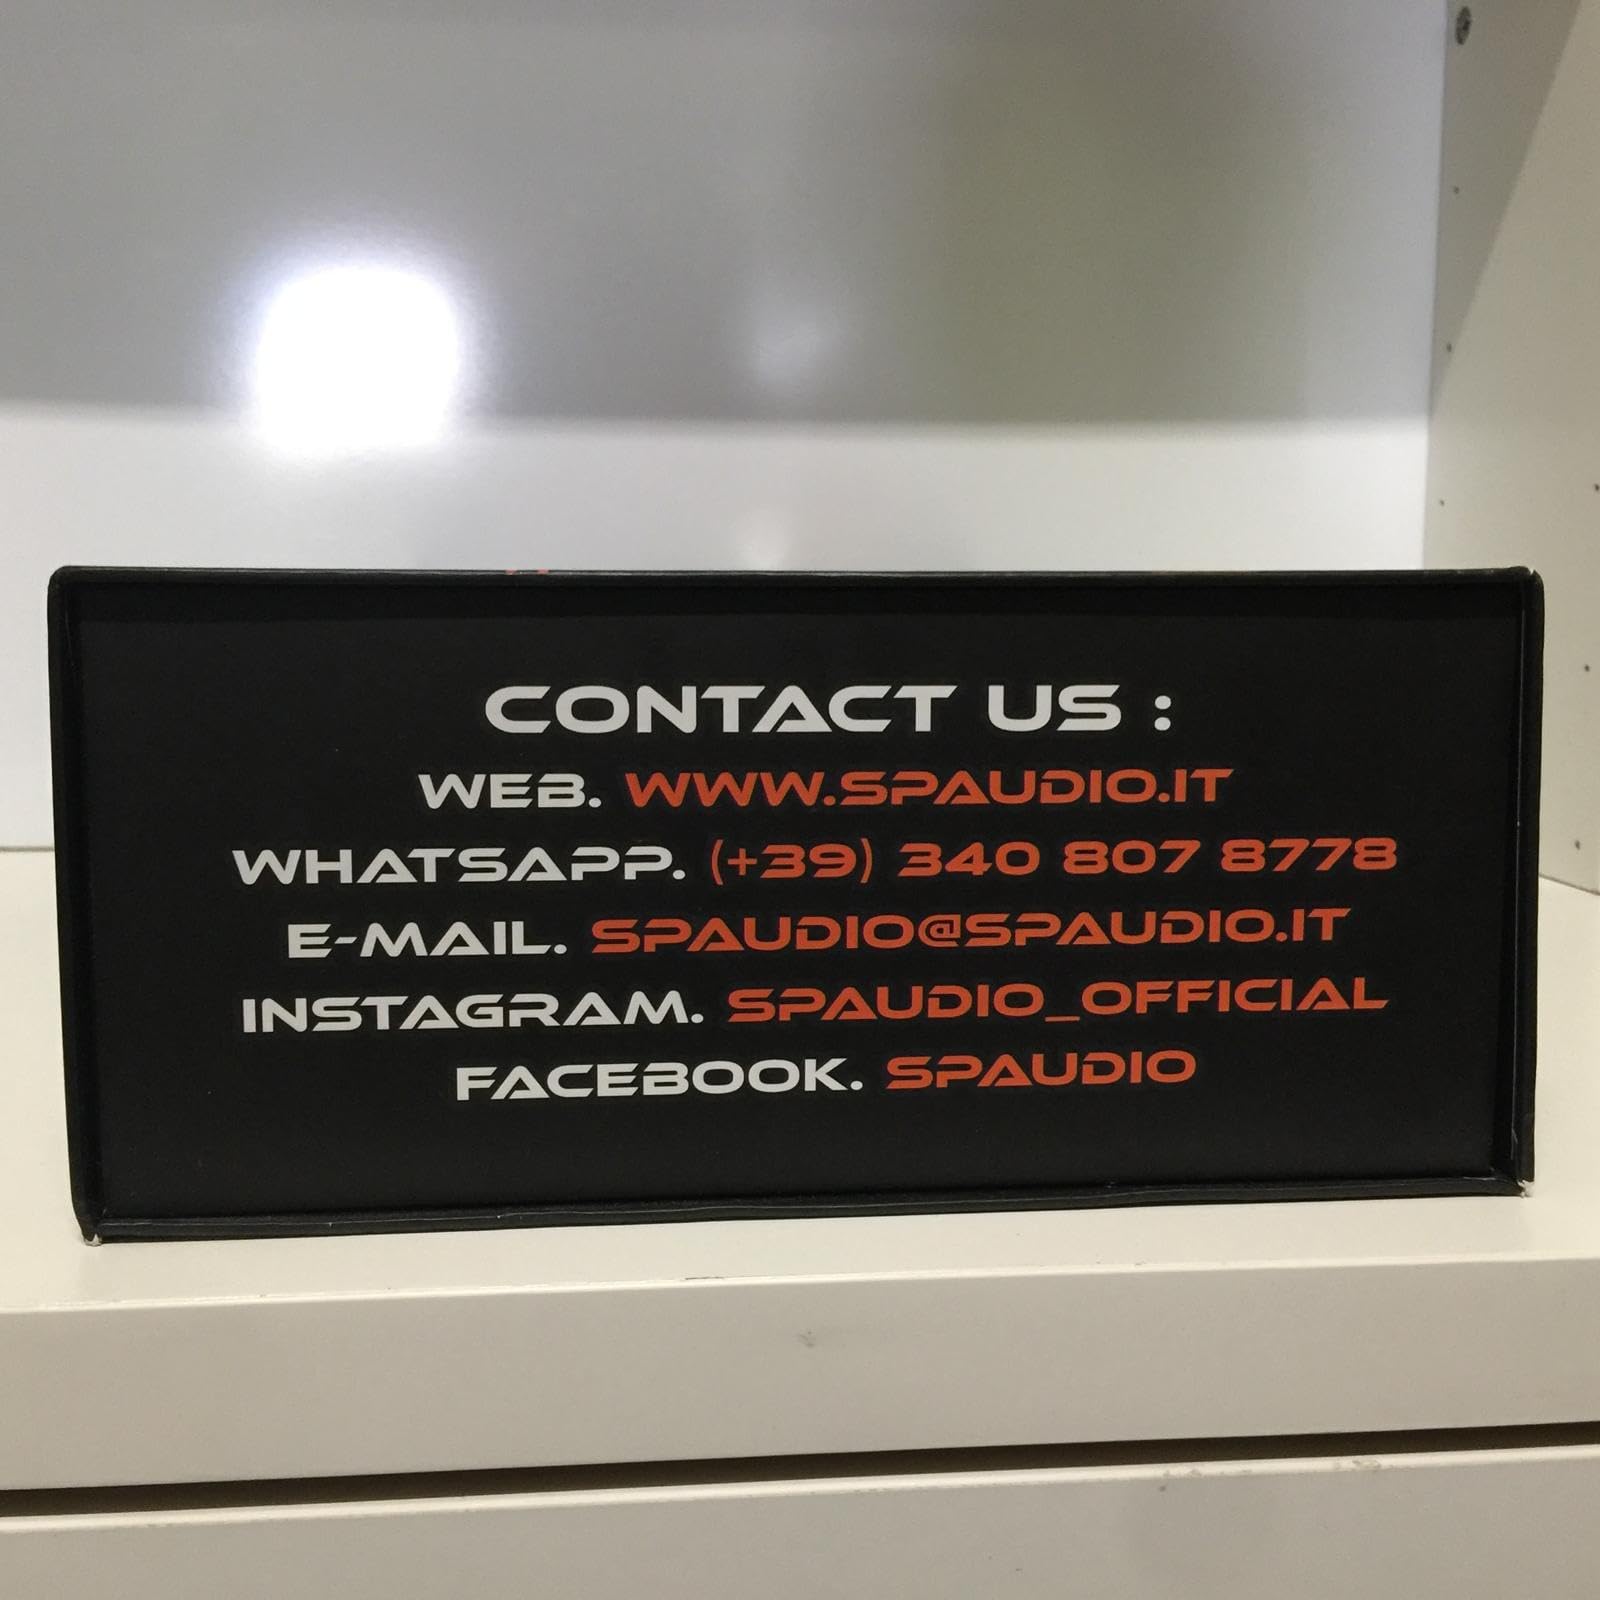 CONTACT US :
WEB. WWW.SPAUDIO.IT
WHATSAPP. (+39) 340 807 8778
E-MAIL. SPAUDIO@SPAUDIO.IT
INSTAGRAM. SPAUDIO_OFFICIAL
FACEBOOK. SPAUDIO